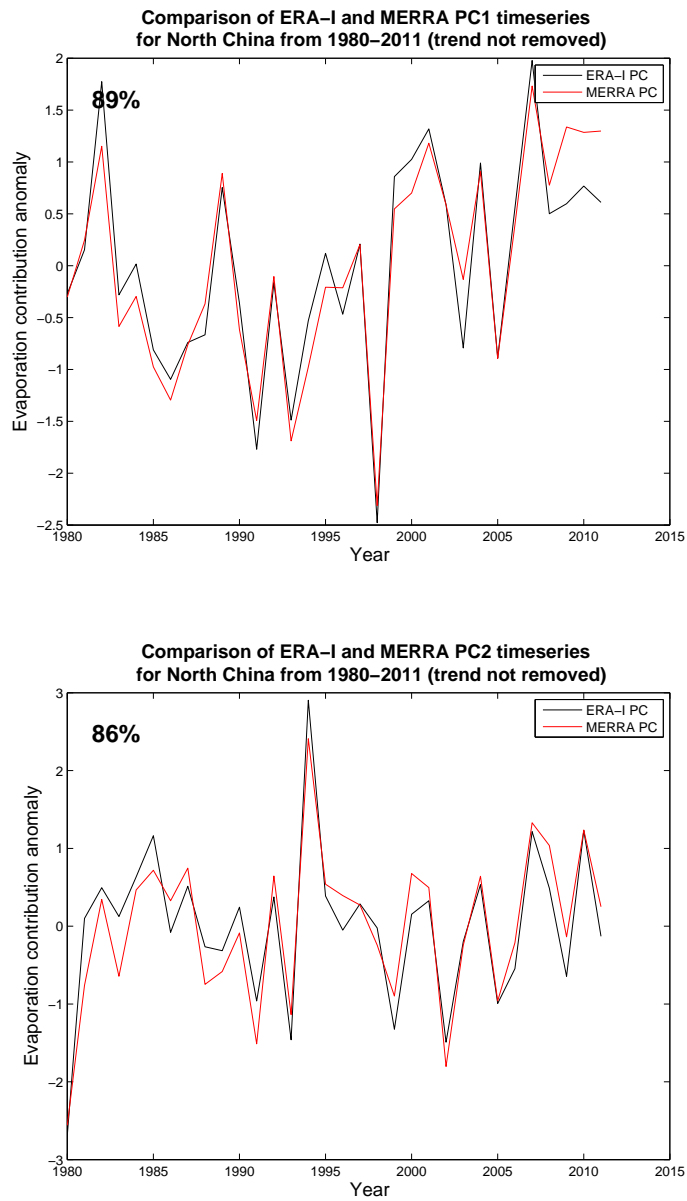 Comparison of ERA−I and MERRA PC1 timeseries
for North China from 1980−2011 (trend not removed)
2
1.5
1
0.5
0
−0.5
−1
−1.5
−2
−2.5
Evaporation contribution anomaly
89%
ERA−I PC
MERRA PC
1980 1985 1990 1995 2000 2005 2010 2015
Year
Comparison of ERA−I and MERRA PC2 timeseries
for North China from 1980−2011 (trend not removed)
3
2
1
0
−1
−2
−3
Evaporation contribution anomaly
86%
ERA−I PC
MERRA PC
1980 1985 1990 1995 2000 2005 2010 2015
Year